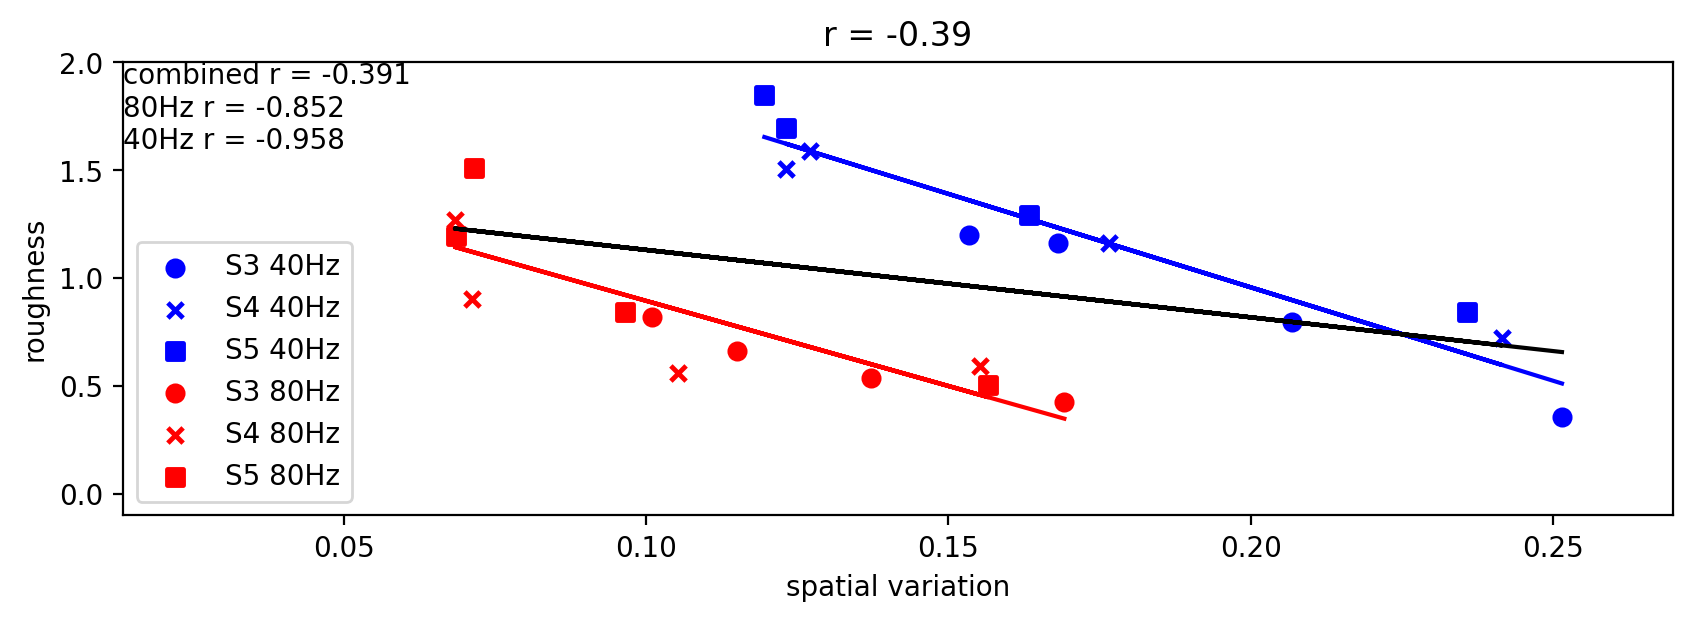 r = -0.39
combined r = -0.391
80Hz r = -0.852
40Hz r = -0.958
2.0
1.5
1.0
0.5
0.0
roughness
S3 40Hz
S4 40Hz
S5 40Hz
S3 80Hz
S4 80Hz
S5 80Hz
0.05 0.10 0.15 0.20 0.25
spatial variation